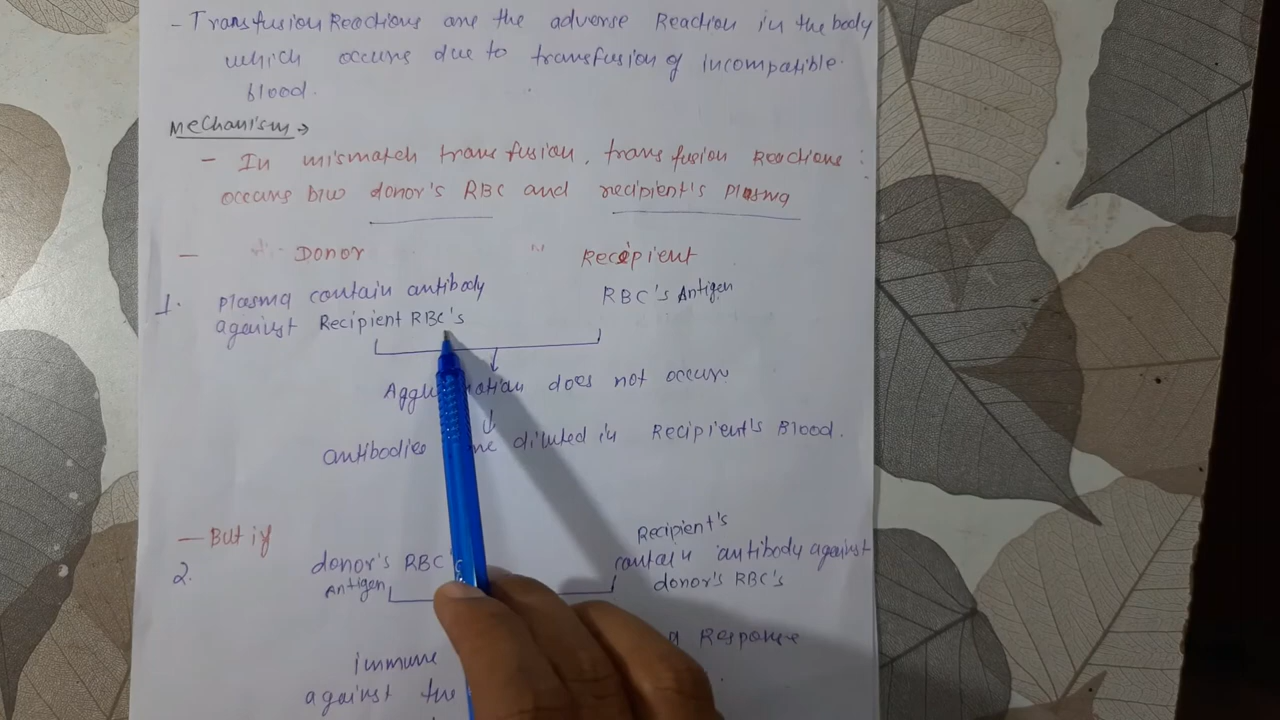 - Transfusion Reactions are the adverse Reaction in the body
which occurs due to transfusion of incompatible.
blood.
Mechanism →
- In mismatch transfusion, transfusion Reactions :
occurs b/w donor's RBC and recipient's Plasma
- Donor Recipient
1. Plasma contain antibody RBC's Antigen
against Recipient RBC's
does not occurs
antibodies diluted in Recipient's Blood.
- But if
Recipient's
2. donor's RBC' contain antibody against
Antigen donor's RBC's
Response
immune
against the